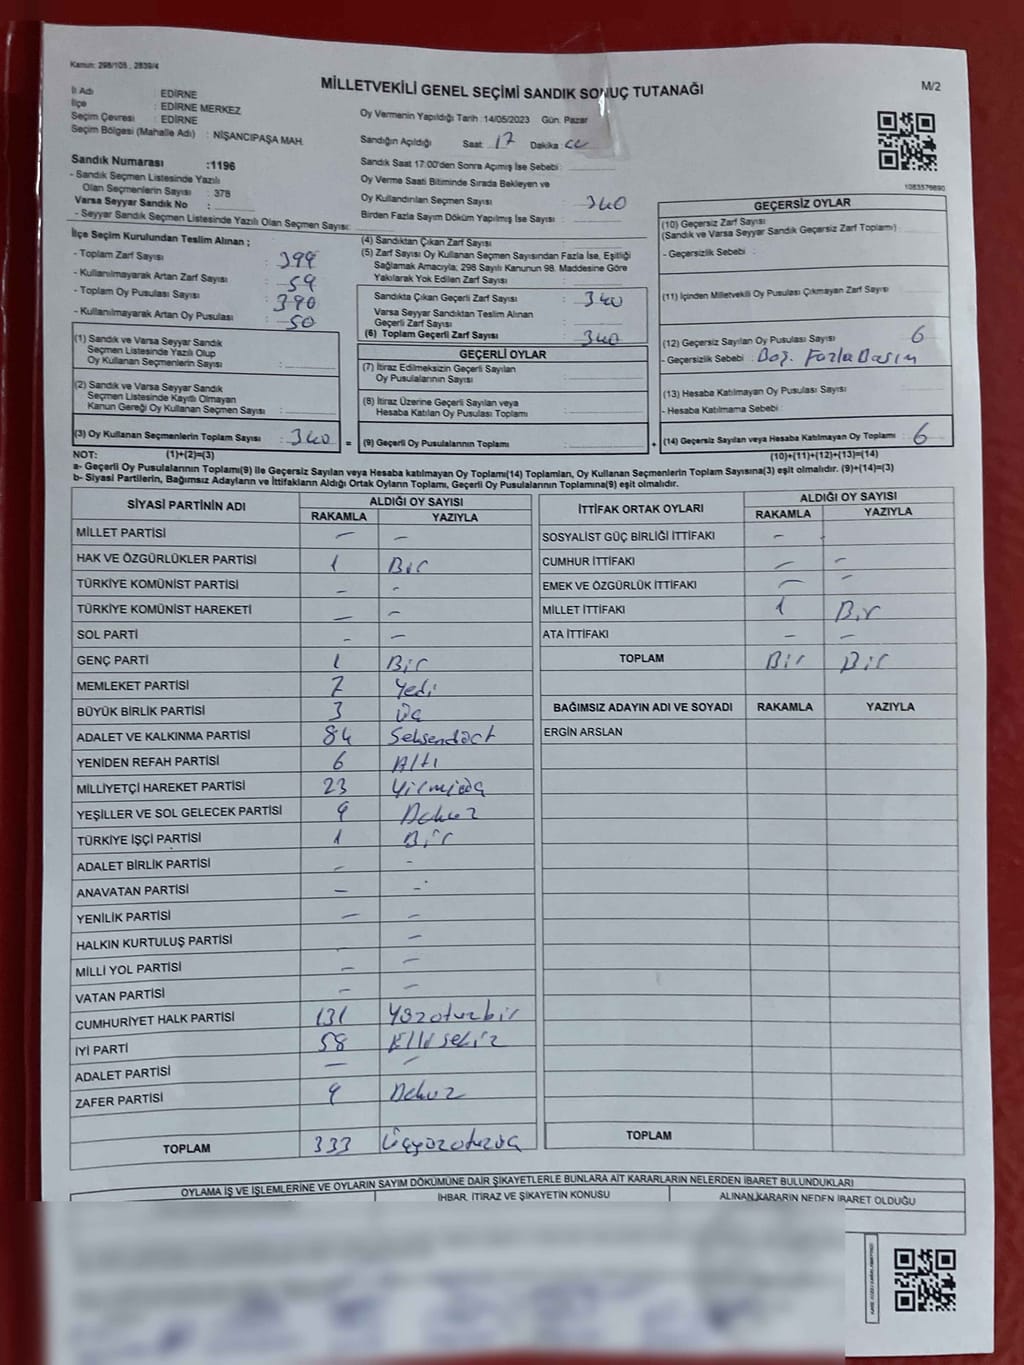 Kanun: 298/105 , 2839/4
MİLLETVEKİLİ GENEL SEÇİMİ SANDIK SONUÇ TUTANAĞI
M/2
İl Adı : EDİRNE
İlçe : EDİRNE MERKEZ
Seçim Çevresi : EDİRNE
Seçim Bölgesi (Mahalle Adı) : NİŞANCIPAŞA MAH.
Sandık Numarası :1196
- Sandık Seçmen Listesinde Yazılı
Olan Seçmenlerin Sayısı : 378
Varsa Seyyar Sandık No :
- Seyyar Sandık Seçmen Listesinde Yazılı Olan Seçmen Sayısı:
Oy Vermenin Yapıldığı Tarih :14/05/2023 Gün: Pazar
Sandığın Açıldığı Saat: 17 Dakika:
Sandık Saat 17:00'den Sonra Açılmış İse Sebebi :
Oy Verme Saati Bitiminde Sırada Bekleyen ve
Oy Kullandırılan Seçmen Sayısı : 340
Birden Fazla Sayım Döküm Yapılmış İse Sayısı :
1083576690
İlçe Seçim Kurulundan Teslim Alınan ;
- Toplam Zarf Sayısı : 399
- Kullanılmayarak Artan Zarf Sayısı : 59
- Toplam Oy Pusulası Sayısı : 390
- Kullanılmayarak Artan Oy Pusulası : 50
(1) Sandık ve Varsa Seyyar Sandık
Seçmen Listesinde Yazılı Olup
Oy Kullanan Seçmenlerin Sayısı :
(2) Sandık ve Varsa Seyyar Sandık
Seçmen Listesinde Kayıtlı Olmayan
Kanun Gereği Oy Kullanan Seçmen Sayısı :
(3) Oy Kullanan Seçmenlerin Toplam Sayısı : 340 =
(4) Sandıktan Çıkan Zarf Sayısı :
(5) Zarf Sayısı Oy Kullanan Seçmen Sayısından Fazla İse, Eşitliği
Sağlamak Amacıyla; 298 Sayılı Kanunun 98. Maddesine Göre
Yakılarak Yok Edilen Zarf Sayısı :
Sandıkta Çıkan Geçerli Zarf Sayısı : 340
Varsa Seyyar Sandıktan Teslim Alınan
Geçerli Zarf Sayısı :
(6) Toplam Geçerli Zarf Sayısı : 340
GEÇERLİ OYLAR
(7) İtiraz Edilmeksizin Geçerli Sayılan
Oy Pusulalarının Sayısı :
(8) İtiraz Üzerine Geçerli Sayılan veya
Hesaba Katılan Oy Pusulası Toplamı :
(9) Geçerli Oy Pusulalarının Toplamı : +
GEÇERSİZ OYLAR
(10) Geçersiz Zarf Sayısı
(Sandık ve Varsa Seyyar Sandık Geçersiz Zarf Toplamı) :
- Geçersizlik Sebebi :
(11) İçinden Milletvekili Oy Pusulası Çıkmayan Zarf Sayısı :
(12) Geçersiz Sayılan Oy Pusulası Sayısı : 6
- Geçersizlik Sebebi : Fazla Basım
(13) Hesaba Katılmayan Oy Pusulası Sayısı :
- Hesaba Katılmama Sebebi :
(14) Geçersiz Sayılan veya Hesaba Katılmayan Oy Toplamı : 6
NOT: (1)+(2)=(3)
(10)+(11)+(12)+(13)=(14)
a- Geçerli Oy Pusulalarının Toplamı(9) ile Geçersiz Sayılan veya Hesaba katılmayan Oy Toplamı(14) Toplamları, Oy Kullanan Seçmenlerin Toplam Sayısına(3) eşit olmalıdır. (9)+(14)=(3)
b- Siyasi Partilerin, Bağımsız Adayların ve İttifakların Aldığı Ortak Oyların Toplamı, Geçerli Oy Pusulalarının Toplamına(9) eşit olmalıdır.
SİYASİ PARTİNİN ADI ALDIĞI OY SAYISI
RAKAMLA YAZIYLA
MİLLET PARTİSİ - -
HAK VE ÖZGÜRLÜKLER PARTİSİ 1 Bir
TÜRKİYE KOMÜNİST PARTİSİ - -
TÜRKİYE KOMÜNİST HAREKETİ - -
SOL PARTİ - -
GENÇ PARTİ 1 Bir
MEMLEKET PARTİSİ 7 Yedi
BÜYÜK BİRLİK PARTİSİ 3 Üç
ADALET VE KALKINMA PARTİSİ 84 Seksendört
YENİDEN REFAH PARTİSİ 6 Altı
MİLLİYETÇİ HAREKET PARTİSİ 23 Yirmiüç
YEŞİLLER VE SOL GELECEK PARTİSİ 9 Dokuz
TÜRKİYE İŞÇİ PARTİSİ 1 Bir
ADALET BİRLİK PARTİSİ - -
ANAVATAN PARTİSİ - -
YENİLİK PARTİSİ - -
HALKIN KURTULUŞ PARTİSİ -
MİLLİ YOL PARTİSİ - -
VATAN PARTİSİ - -
CUMHURİYET HALK PARTİSİ 131 Yüzotuzbir
İYİ PARTİ 58 Ellisekiz
ADALET PARTİSİ - -
ZAFER PARTİSİ 9 Dokuz
TOPLAM 333 Üçyüzotuzüç
İTTİFAK ORTAK OYLARI ALDIĞI OY SAYISI
RAKAMLA YAZIYLA
SOSYALİST GÜÇ BİRLİĞİ İTTİFAKI -
CUMHUR İTTİFAKI - -
EMEK VE ÖZGÜRLÜK İTTİFAKI - -
MİLLET İTTİFAKI 1 Bir
ATA İTTİFAKI - -
TOPLAM Bir Bir
BAĞIMSIZ ADAYIN ADI VE SOYADI RAKAMLA YAZIYLA
ERGİN ARSLAN
TOPLAM
OYLAMA İŞ VE İŞLEMLERİNE VE OYLARIN SAYIM DÖKÜMÜNE DAİR ŞİKAYETLERLE BUNLARA AİT KARARLARIN NELERDEN İBARET BULUNDUKLARI
İHBAR, İTİRAZ VE ŞİKAYETİN KONUSU
ALINAN KARARIN NEDEN İBARET OLDUĞU